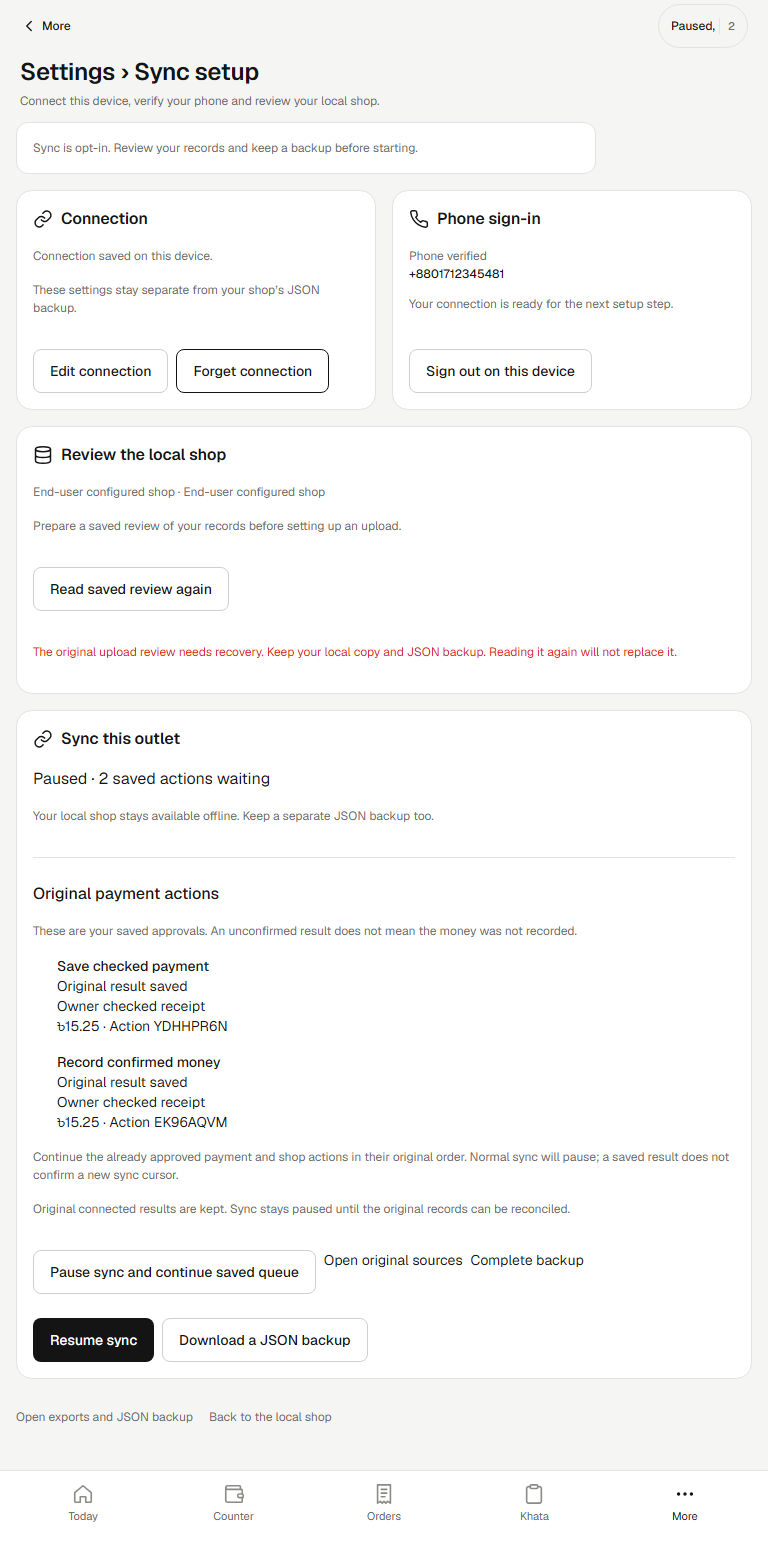 More
Paused, 2
Settings › Sync setup
Connect this device, verify your phone and review your local shop.
Sync is opt-in. Review your records and keep a backup before starting.
Connection
Connection saved on this device.
These settings stay separate from your shop's JSON
backup.
Edit connection
Forget connection
Phone sign-in
Phone verified
+8801712345481
Your connection is ready for the next setup step.
Sign out on this device
Review the local shop
End-user configured shop · End-user configured shop
Prepare a saved review of your records before setting up an upload.
Read saved review again
The original upload review needs recovery. Keep your local copy and JSON backup. Reading it again will not replace it.
Sync this outlet
Paused · 2 saved actions waiting
Your local shop stays available offline. Keep a separate JSON backup too.
Original payment actions
These are your saved approvals. An unconfirmed result does not mean the money was not recorded.
Save checked payment
Original result saved
Owner checked receipt
৳15.25 · Action YDHHPR6N
Record confirmed money
Original result saved
Owner checked receipt
৳15.25 · Action EK96AQVM
Continue the already approved payment and shop actions in their original order. Normal sync will pause; a saved result does not
confirm a new sync cursor.
Original connected results are kept. Sync stays paused until the original records can be reconciled.
Pause sync and continue saved queue
Open original sources
Complete backup
Resume sync
Download a JSON backup
Open exports and JSON backup
Back to the local shop
Today
Counter
Orders
Khata
More